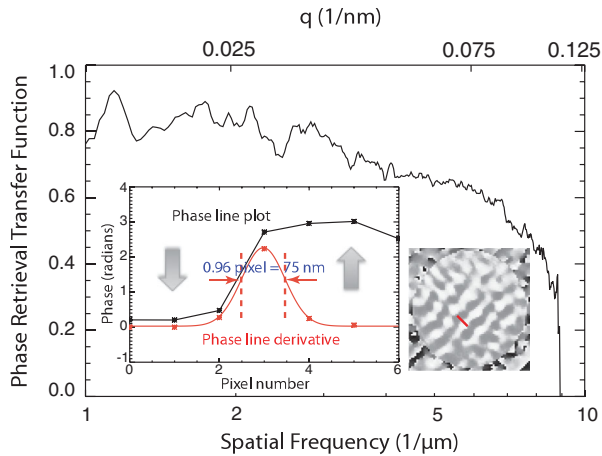 q (1/nm)
0.025 0.075 0.125
1.0
0.8
0.6
0.4
0.2
0.0
Phase Retrieval Transfer Function
4
3
2
1
0
-1
Phase (radians)
Phase line plot
0.96 pixel = 75 nm
Phase line derivative
0 2 4 6
Pixel number
1 2 5 10
Spatial Frequency (1/µm)